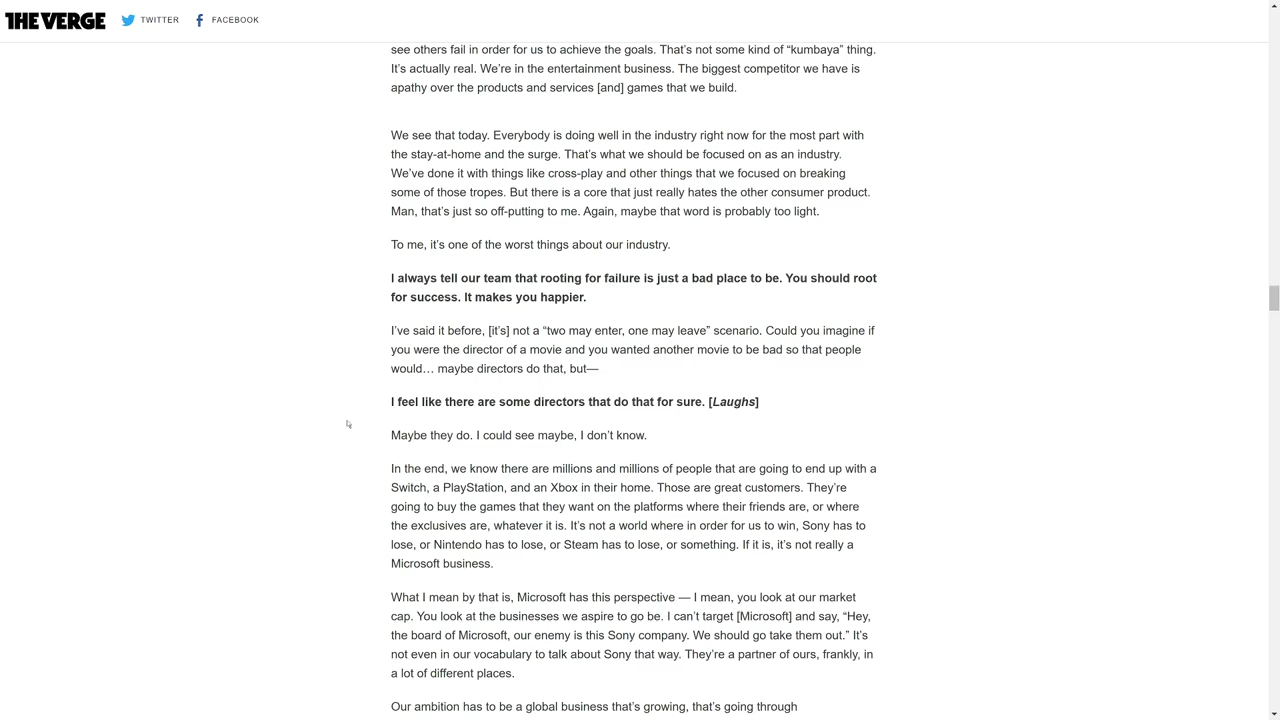 THE VERGE
TWITTER
FACEBOOK
see others fail in order for us to achieve the goals. That’s not some kind of “kumbaya” thing.
It’s actually real. We’re in the entertainment business. The biggest competitor we have is
apathy over the products and services [and] games that we build.
We see that today. Everybody is doing well in the industry right now for the most part with
the stay-at-home and the surge. That’s what we should be focused on as an industry.
We’ve done it with things like cross-play and other things that we focused on breaking
some of those tropes. But there is a core that just really hates the other consumer product.
Man, that’s just so off-putting to me. Again, maybe that word is probably too light.
To me, it’s one of the worst things about our industry.
I always tell our team that rooting for failure is just a bad place to be. You should root
for success. It makes you happier.
I’ve said it before, [it’s] not a “two may enter, one may leave” scenario. Could you imagine if
you were the director of a movie and you wanted another movie to be bad so that people
would… maybe directors do that, but—
I feel like there are some directors that do that for sure. [Laughs]
Maybe they do. I could see maybe, I don’t know.
In the end, we know there are millions and millions of people that are going to end up with a
Switch, a PlayStation, and an Xbox in their home. Those are great customers. They’re
going to buy the games that they want on the platforms where their friends are, or where
the exclusives are, whatever it is. It’s not a world where in order for us to win, Sony has to
lose, or Nintendo has to lose, or Steam has to lose, or something. If it is, it’s not really a
Microsoft business.
What I mean by that is, Microsoft has this perspective — I mean, you look at our market
cap. You look at the businesses we aspire to go be. I can’t target [Microsoft] and say, “Hey,
the board of Microsoft, our enemy is this Sony company. We should go take them out.” It’s
not even in our vocabulary to talk about Sony that way. They’re a partner of ours, frankly, in
a lot of different places.
Our ambition has to be a global business that’s growing, that’s going through